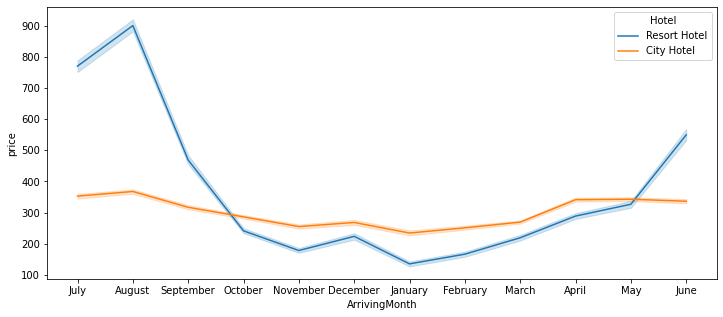 Hotel
Resort Hotel
City Hotel
900
800
700
600
500
400
300
200
100
price
July August September October November December January February March April May June
ArrivingMonth